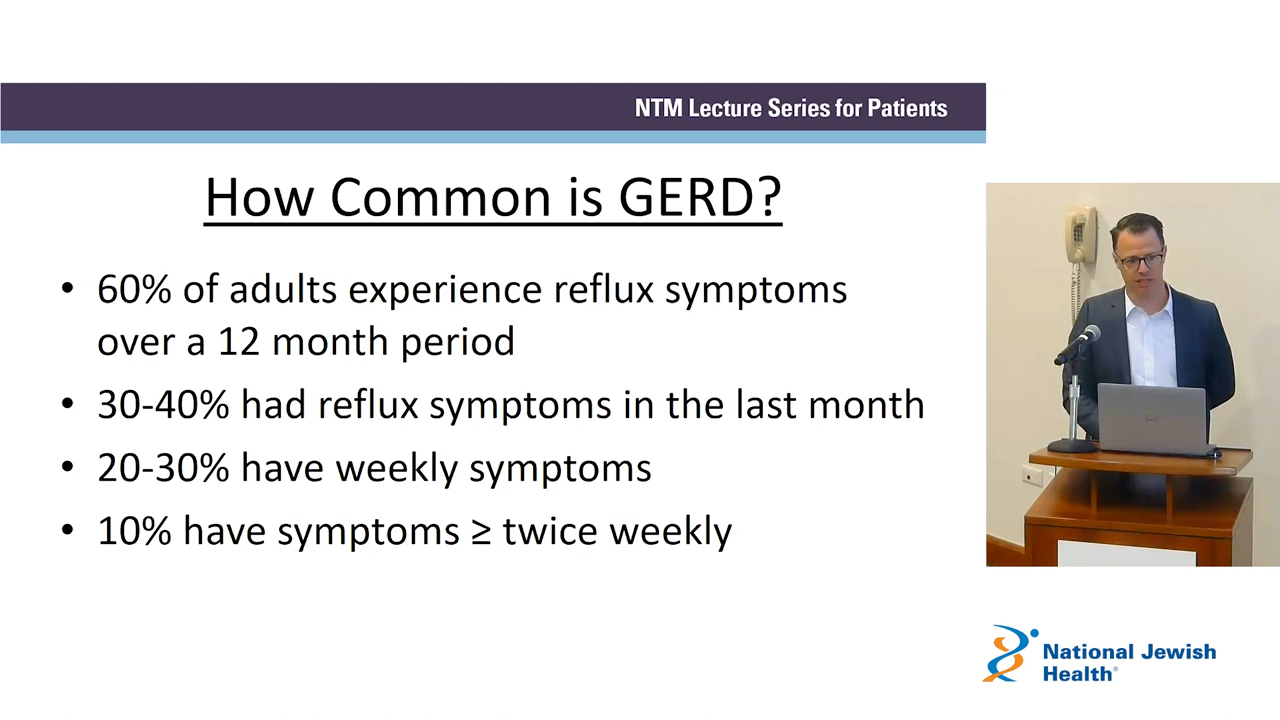 NTM Lecture Series for Patients
How Common is GERD?
• 60% of adults experience reflux symptoms
over a 12 month period
• 30-40% had reflux symptoms in the last month
• 20-30% have weekly symptoms
• 10% have symptoms ≥ twice weekly
National Jewish
Health®